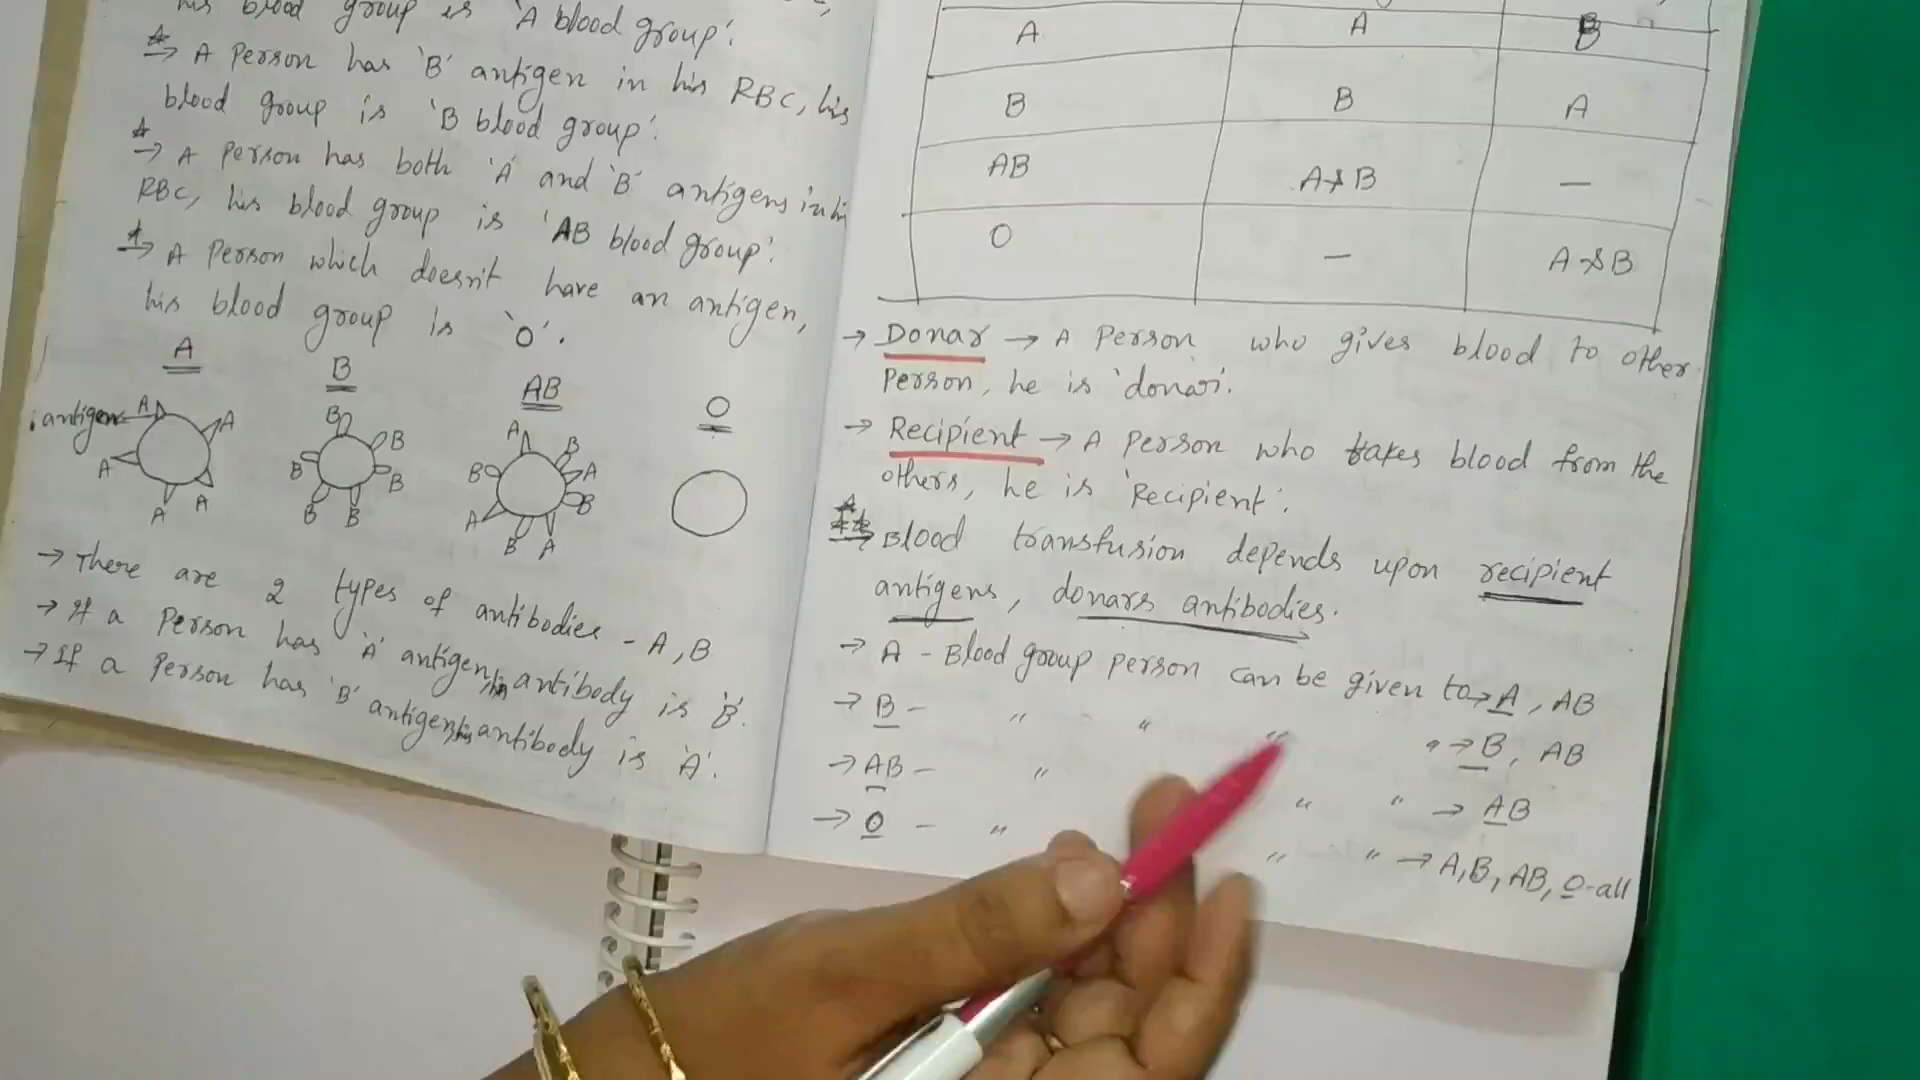 his blood group is 'A blood group'.
→ A Person has 'B' antigen in his RBC, his
blood group is 'B blood group'.
→ A Person has both 'A' and 'B' antigens in
RBC, his blood group is 'AB blood group'.
→ A Person which doesn't have an antigen,
his blood group is 'O'.
A B AB O
antigen
A A A A A A
B B B B B B
A B A B B A B A
→ There are 2 types of antibodies - A, B
→ If a Person has 'A' antigen, his antibody is 'B'.
→ If a Person has 'B' antigen, his antibody is 'A'.
A A B
B B A
AB A & B —
O — A & B
→ Donar → A Person who gives blood to other
Person, he is 'donar'.
→ Recipient → A Person who takes blood from the
others, he is 'Recipient'.
→ Blood transfusion depends upon recipient
antigens, donars antibodies.
→ A - Blood group person can be given to → A, AB
→ B - " " " " → B, AB
→ AB - " " " → AB
→ O - " " " → A, B, AB, O - all